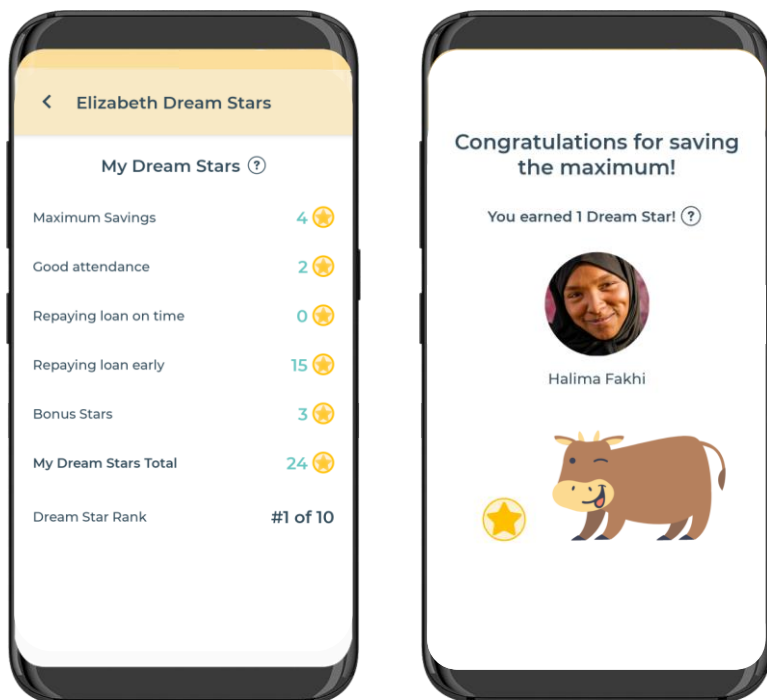 Elizabeth Dream Stars
My Dream Stars ?
Maximum Savings 4
Good attendance 2
Repaying loan on time 0
Repaying loan early 15
Bonus Stars 3
My Dream Stars Total 24
Dream Star Rank #1 of 10
Congratulations for saving
the maximum!
You earned 1 Dream Star! ?
Halima Fakhi